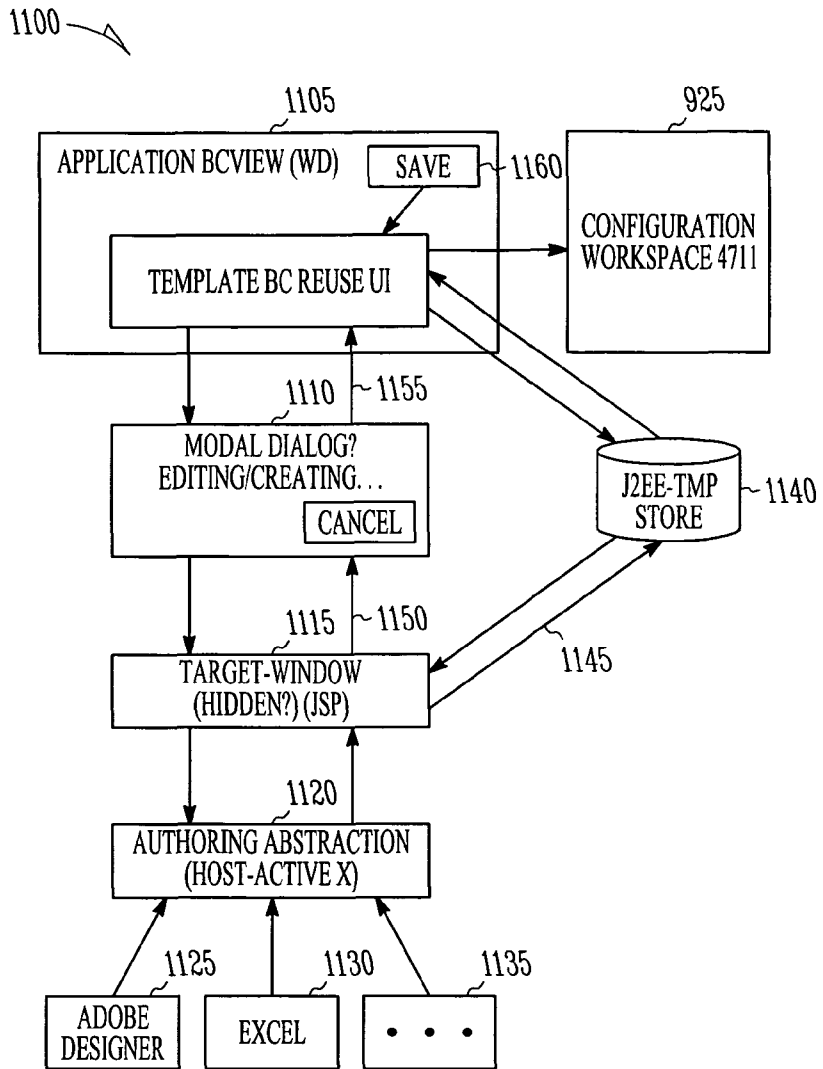 1100
1105
925
APPLICATION BCVIEW (WD)
SAVE
1160
TEMPLATE BC REUSE UI
CONFIGURATION
WORKSPACE 4711
1110
1155
MODAL DIALOG?
EDITING/CREATING...
CANCEL
J2EE-TMP
STORE
1140
1115
1150
1145
TARGET-WINDOW
(HIDDEN?) (JSP)
1120
AUTHORING ABSTRACTION
(HOST-ACTIVE X)
1125
1130
1135
ADOBE
DESIGNER
EXCEL
• • •